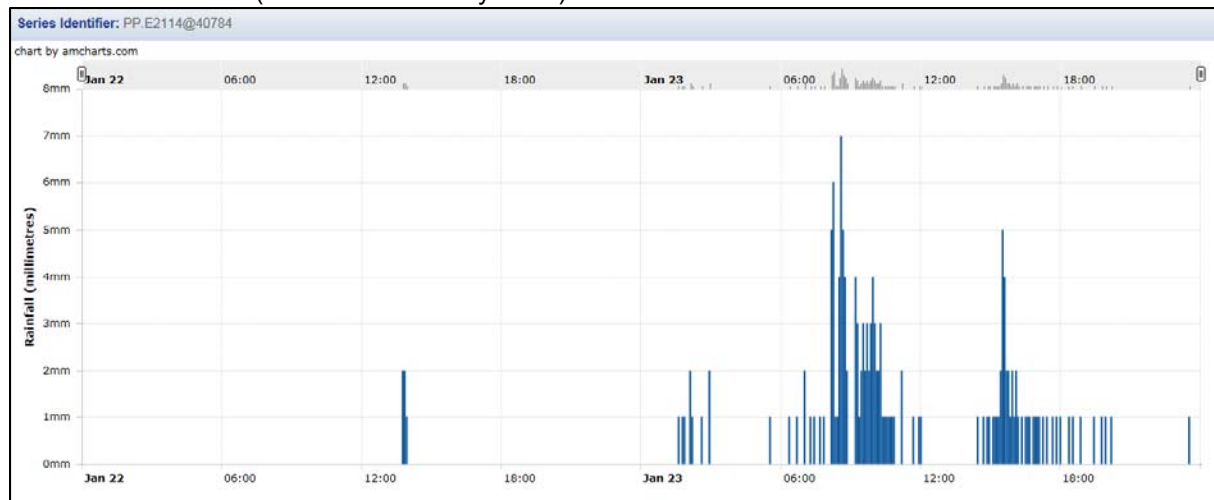 Series Identifier: PP.E2114@40784
chart by amcharts.com
Jan 22 06:00 12:00 18:00 Jan 23 06:00 12:00 18:00
8mm
7mm
6mm
5mm
4mm
3mm
2mm
1mm
0mm
Rainfall (millimetres)
Jan 22 06:00 12:00 18:00 Jan 23 06:00 12:00 18:00